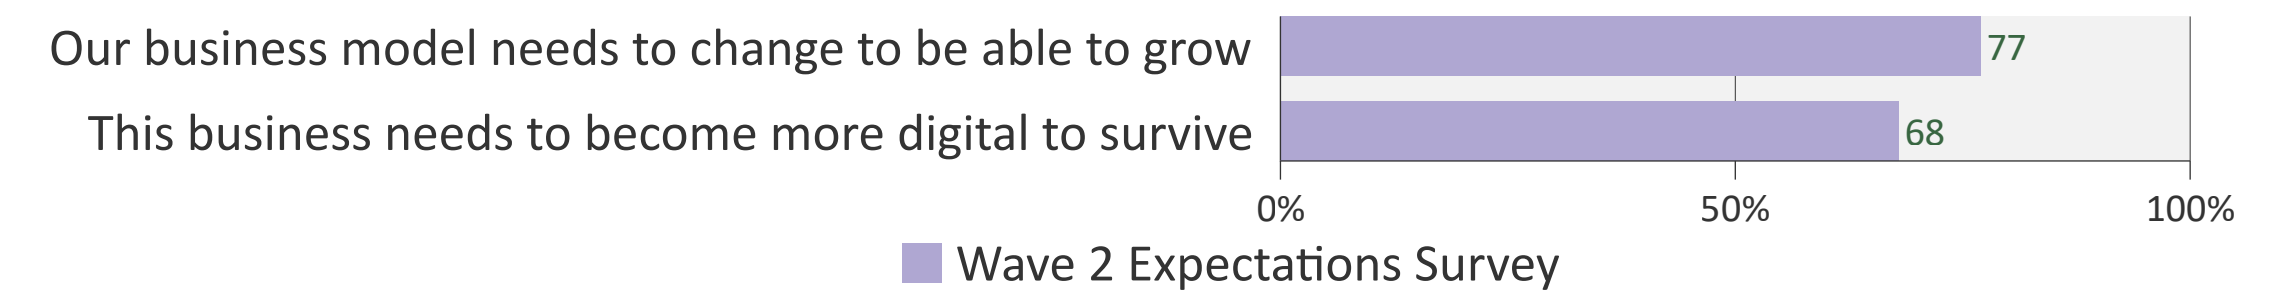 Our business model needs to change to be able to grow 77
This business needs to become more digital to survive 68
0% 50% 100%
Wave 2 Expectations Survey